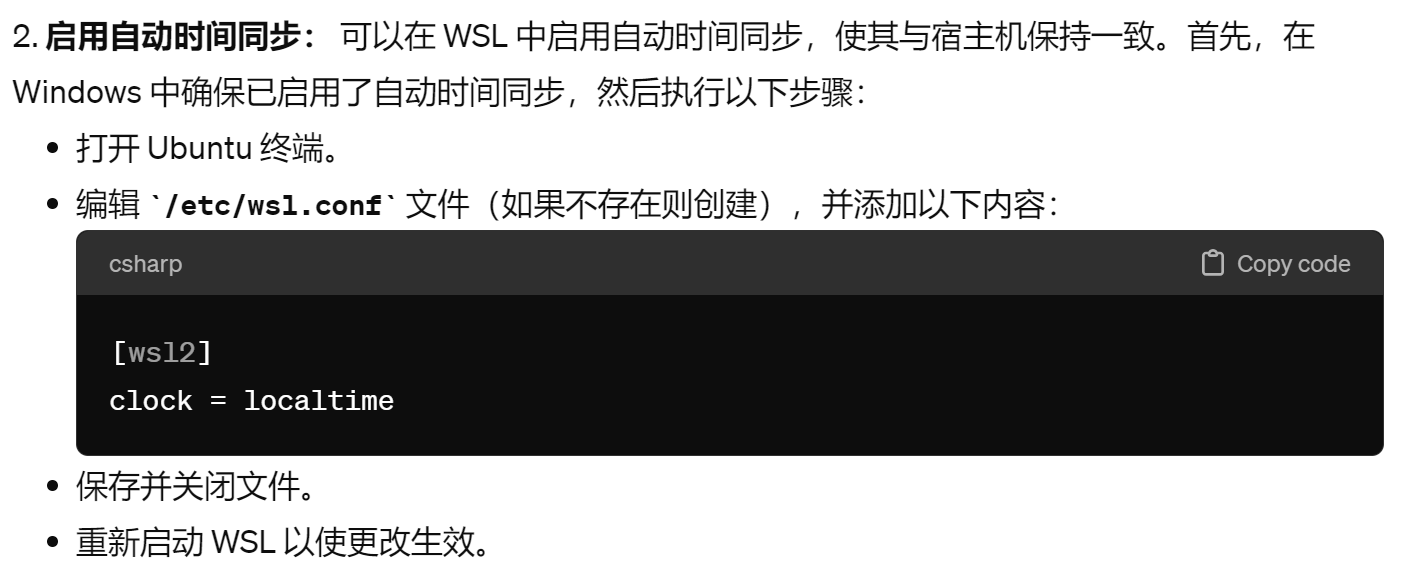 2. 启用自动时间同步： 可以在 WSL 中启用自动时间同步，使其与宿主机保持一致。首先，在
Windows 中确保已启用了自动时间同步，然后执行以下步骤：
• 打开 Ubuntu 终端。
• 编辑 `/etc/wsl.conf` 文件（如果不存在则创建），并添加以下内容：
csharp Copy code
[wsl2]
clock = localtime
• 保存并关闭文件。
• 重新启动 WSL 以使更改生效。